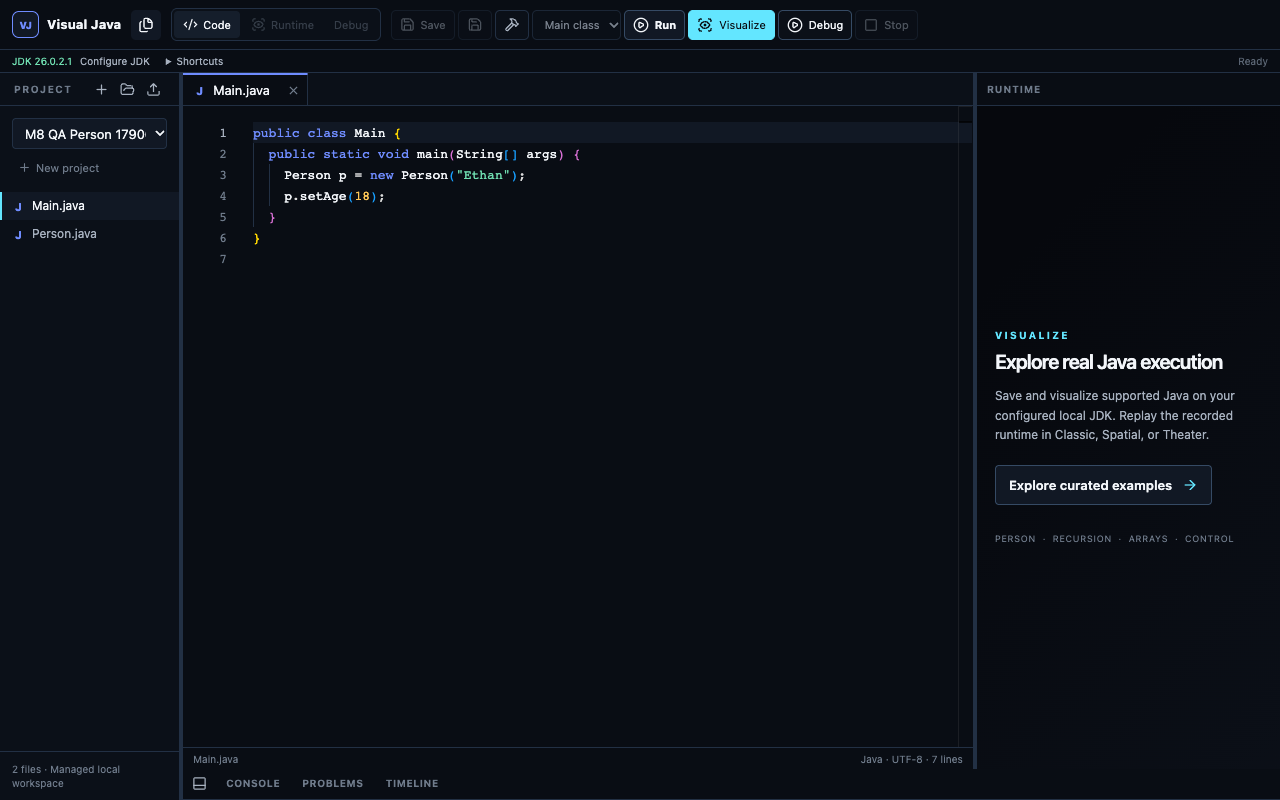 VJ Visual Java Code Runtime Debug Save Main class Run Visualize Debug Stop
JDK 26.0.2.1 Configure JDK Shortcuts Ready
PROJECT
M8 QA Person 1790
New project
J Main.java
J Person.java
2 files · Managed local
workspace
J Main.java
1 public class Main {
2 public static void main(String[] args) {
3 Person p = new Person("Ethan");
4 p.setAge(18);
5 }
6 }
7
Main.java Java · UTF-8 · 7 lines
CONSOLE PROBLEMS TIMELINE
RUNTIME
VISUALIZE
Explore real Java execution
Save and visualize supported Java on your
configured local JDK. Replay the recorded
runtime in Classic, Spatial, or Theater.
Explore curated examples
PERSON · RECURSION · ARRAYS · CONTROL